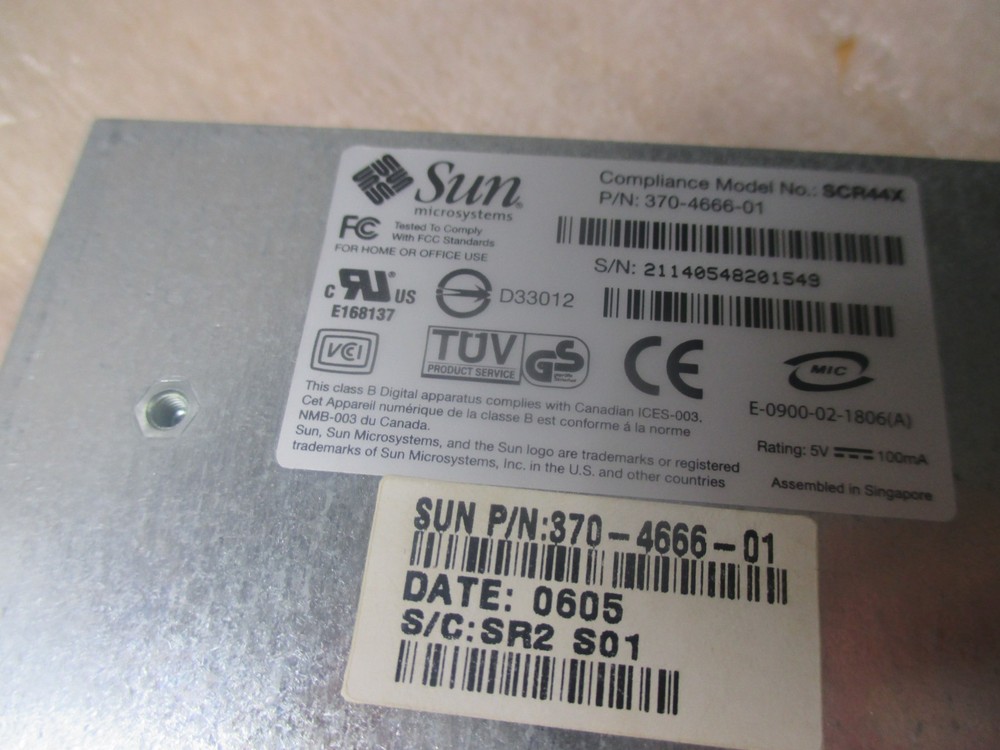 Sun®
microsystems
Compliance Model No.: SCR44X
P/N: 370-4666-01
FC Tested To Comply
With FCC Standards
FOR HOME OR OFFICE USE
S/N: 21140548201549
C RU® US
E168137
D33012
VCI
TÜV
PRODUCT SERVICE
GS
CE
MIC
E-0900-02-1806(A)
This class B Digital apparatus complies with Canadian ICES-003.
Cet Appareil numérique de la classe B est conforme á la norme
NMB-003 du Canada.
Sun, Sun Microsystems, and the Sun logo are trademarks or registered
trademarks of Sun Microsystems, Inc. in the U.S. and other countries
Rating: 5V 100mA
Assembled in Singapore
SUN P/N:370-4666-01
DATE: 0605
S/C:SR2 S01